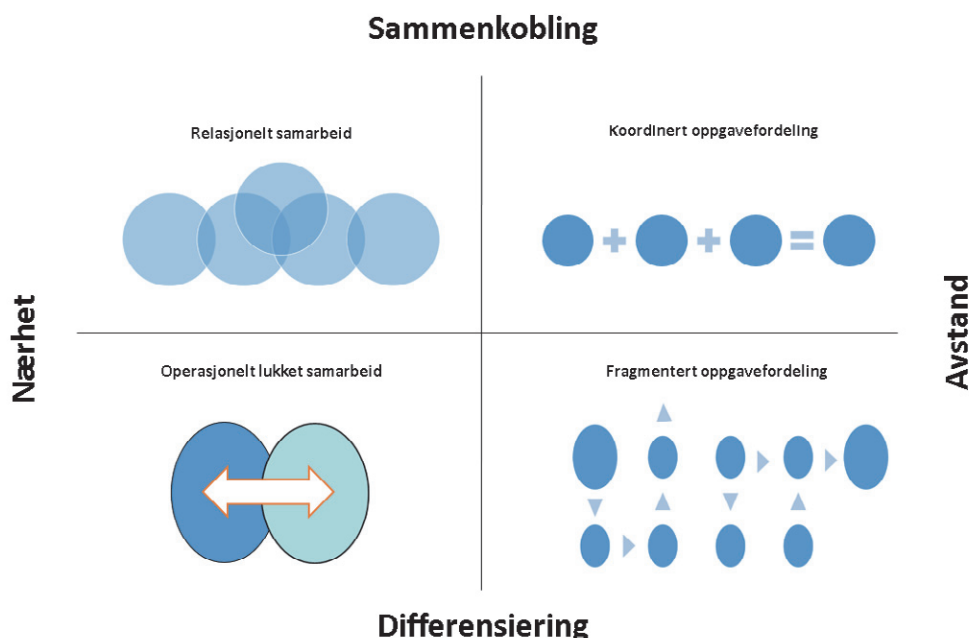 Sammenkobling
Relasjonelt samarbeid
Koordinert oppgavefordeling
Nærhet
Avstand
Operasjonelt lukket samarbeid
Fragmentert oppgavefordeling
Differensiering